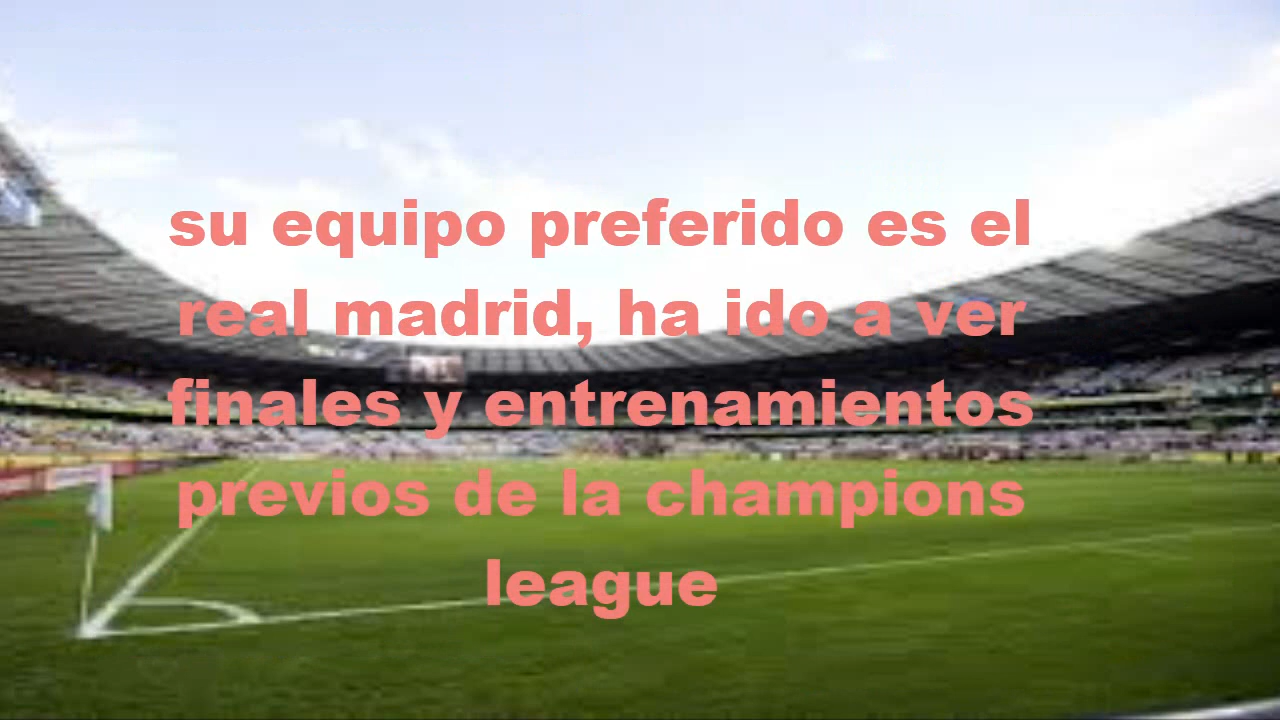 su equipo preferido es el
real madrid, ha ido a ver
finales y entrenamientos
previos de la champions
league